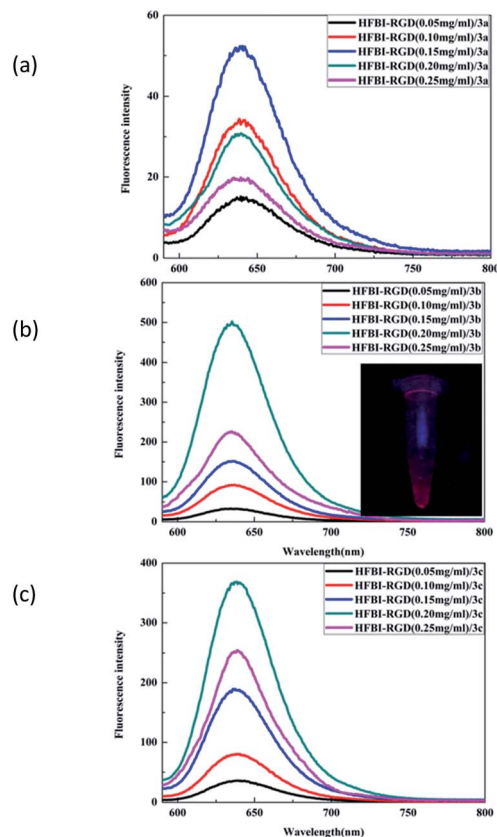 (a)
Fluorescence intensity
60
40
20
0
600 650 700 750 800
HFBI-RGD(0.05mg/ml)/3a
HFBI-RGD(0.10mg/ml)/3a
HFBI-RGD(0.15mg/ml)/3a
HFBI-RGD(0.20mg/ml)/3a
HFBI-RGD(0.25mg/ml)/3a
(b)
Fluorescence intensity
600
500
400
300
250
200
150
100
50
0
600 650 700 750 800
Wavelength(nm)
HFBI-RGD(0.05mg/ml)/3b
HFBI-RGD(0.10mg/ml)/3b
HFBI-RGD(0.15mg/ml)/3b
HFBI-RGD(0.20mg/ml)/3b
HFBI-RGD(0.25mg/ml)/3b
(c)
Fluorescence intensity
400
300
200
100
0
600 650 700 750 800
Wavelength(nm)
HFBI-RGD(0.05mg/ml)/3c
HFBI-RGD(0.10mg/ml)/3c
HFBI-RGD(0.15mg/ml)/3c
HFBI-RGD(0.20mg/ml)/3c
HFBI-RGD(0.25mg/ml)/3c